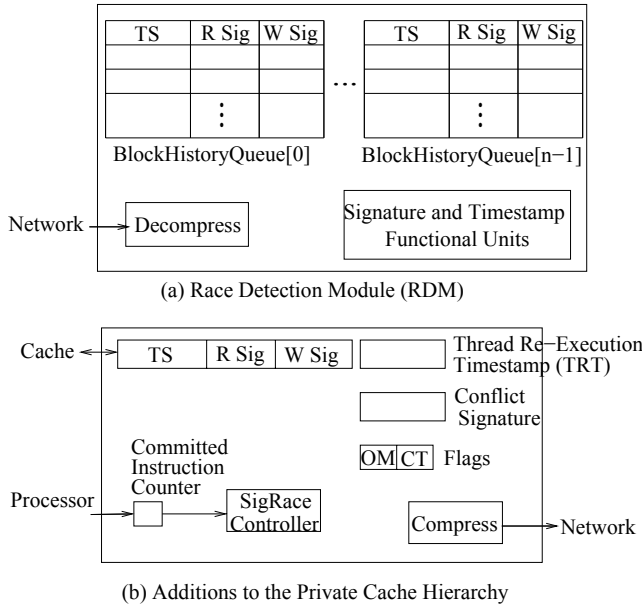 TS R Sig W Sig ... TS R Sig W Sig
BlockHistoryQueue[0] BlockHistoryQueue[n−1]
Network Decompress
Signature and Timestamp
Functional Units
(a) Race Detection Module (RDM)
Cache TS R Sig W Sig
Thread Re−Execution
Timestamp (TRT)
Conflict
Signature
OM CT Flags
Committed
Instruction
Counter
Processor
SigRace
Controller
Compress Network
(b) Additions to the Private Cache Hierarchy